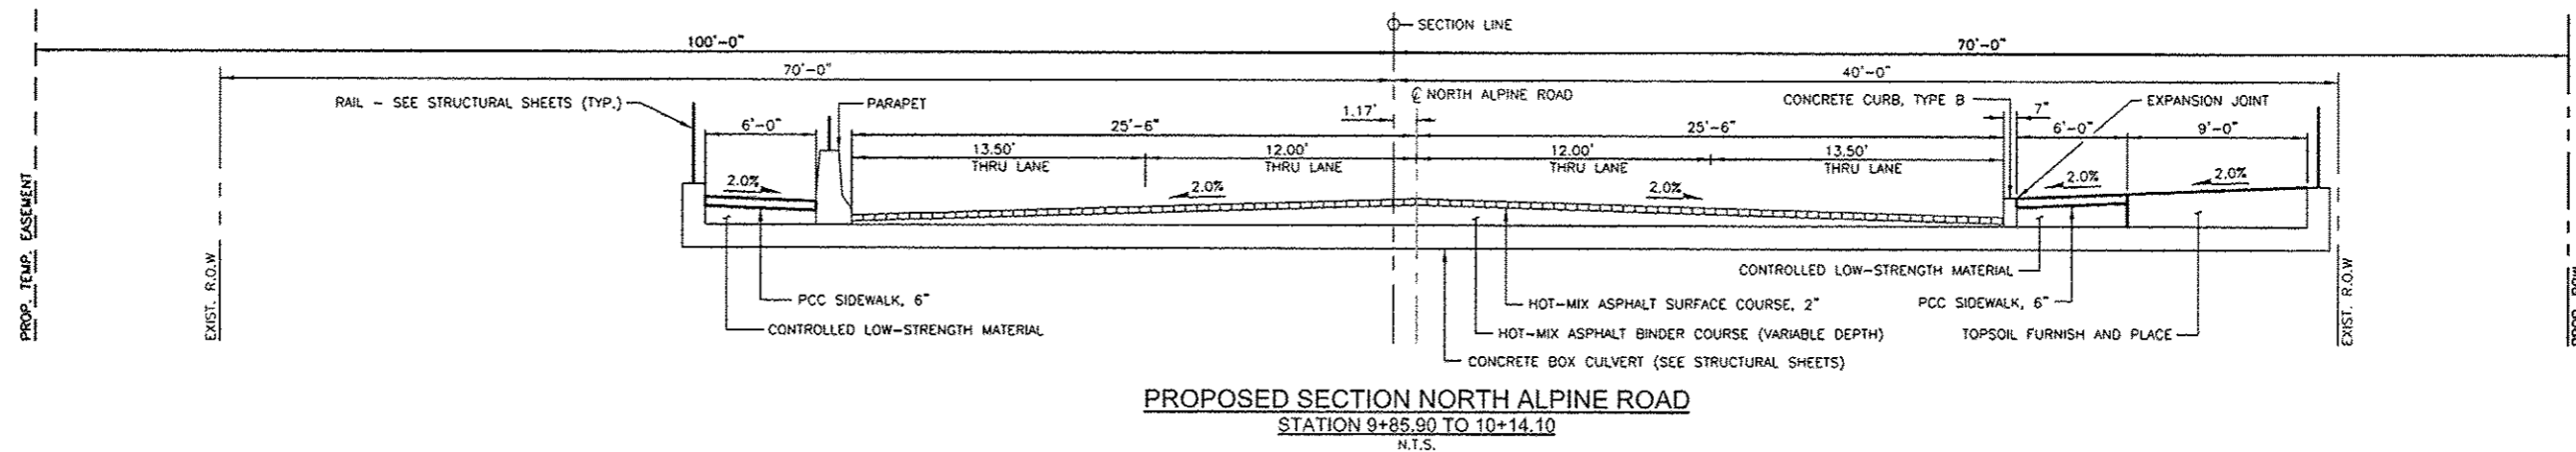 SECTION LINE
100'-0"
70'-0"
70'-0"
40'-0"
RAIL - SEE STRUCTURAL SHEETS (TYP.)
PARAPET
℄ NORTH ALPINE ROAD
CONCRETE CURB, TYPE B
7"
EXPANSION JOINT
1.17'
6'-0"
25'-6"
25'-6"
6'-0"
9'-0"
13.50'
THRU LANE
12.00'
THRU LANE
12.00'
THRU LANE
13.50'
THRU LANE
2.0%
2.0%
2.0%
2.0%
2.0%
PROP. TEMP. EASEMENT
EXIST. R.O.W
CONTROLLED LOW-STRENGTH MATERIAL
PCC SIDEWALK, 6"
HOT-MIX ASPHALT SURFACE COURSE, 2"
PCC SIDEWALK, 6"
CONTROLLED LOW-STRENGTH MATERIAL
HOT-MIX ASPHALT BINDER COURSE (VARIABLE DEPTH)
TOPSOIL FURNISH AND PLACE
CONCRETE BOX CULVERT (SEE STRUCTURAL SHEETS)
EXIST. R.O.W
PROPOSED SECTION NORTH ALPINE ROAD
STATION 9+85.90 TO 10+14.10
N.T.S.